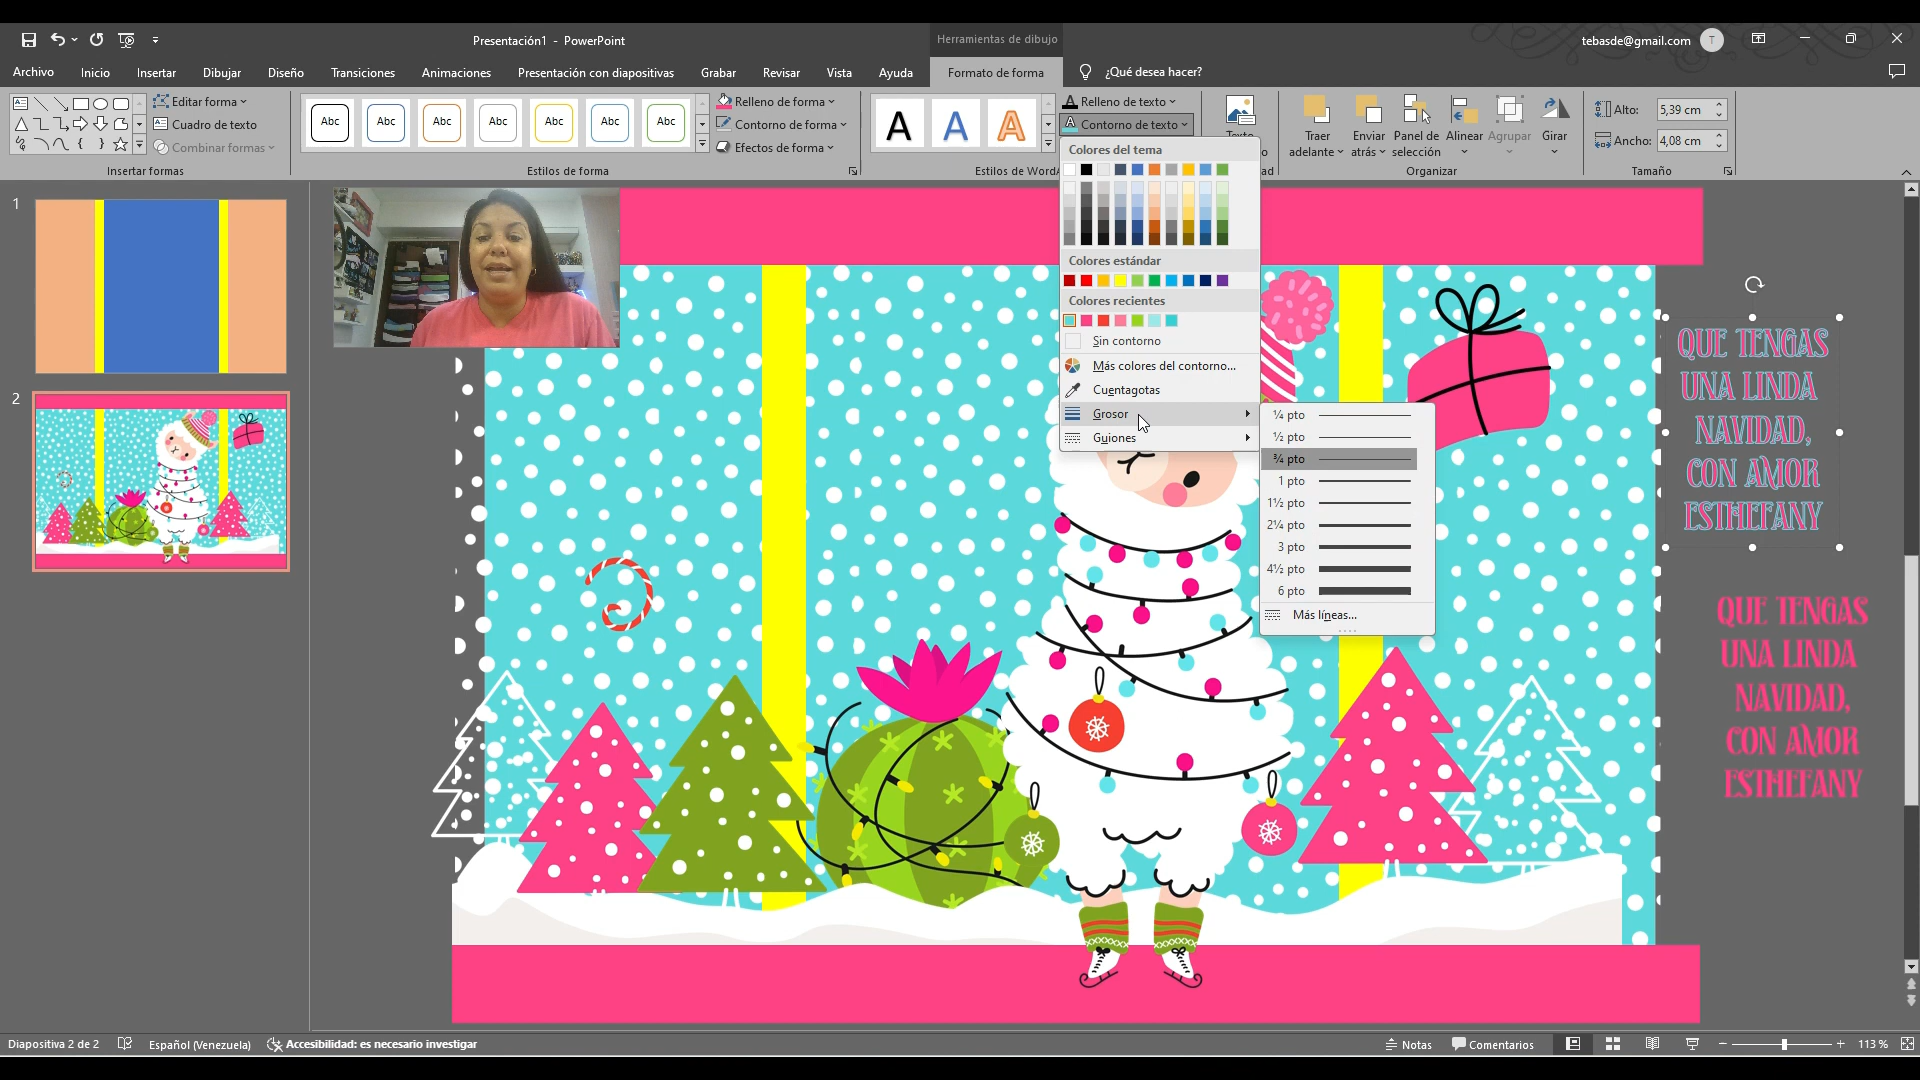 Presentación1 - PowerPoint
Herramientas de dibujo
tebasde@gmail.com
T
Archivo
Inicio
Insertar
Dibujar
Diseño
Transiciones
Animaciones
Presentación con diapositivas
Grabar
Revisar
Vista
Ayuda
Formato de forma
¿Qué desea hacer?
Editar forma
Cuadro de texto
Combinar formas
Insertar formas
Abc
Abc
Abc
Abc
Abc
Abc
Abc
Relleno de forma
Contorno de forma
Efectos de forma
Estilos de forma
A
A
A
Relleno de texto
Contorno de texto
Traer
adelante
Enviar
atrás
Panel de
selección
Alinear
Agrupar
Girar
Organizar
Alto:
5,39 cm
Ancho:
4,08 cm
Tamaño
Colores del tema
Colores estándar
Colores recientes
Sin contorno
Más colores del contorno...
Cuentagotas
Grosor
Guiones
¼ pto
½ pto
¾ pto
1 pto
1½ pto
2¼ pto
3 pto
4½ pto
6 pto
Más líneas...
1
2
QUE TENGAS
UNA LINDA
NAVIDAD,
CON AMOR
ESTHEFANY
QUE TENGAS
UNA LINDA
NAVIDAD,
CON AMOR
ESTHEFANY
Diapositiva 2 de 2
Español (Venezuela)
Accesibilidad: es necesario investigar
Notas
Comentarios
113 %